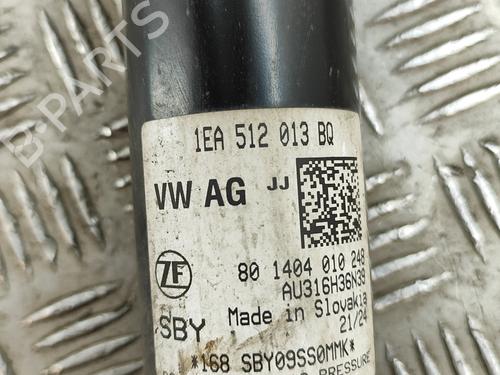 1EA 512 013 BQ
VW AG JJ
ZF
80 1404 010 248
AU316H36N39
SBY Made in Slovakia
21/24
*168 SBY09SS0MMK*
PRESSURE
B-PARTS